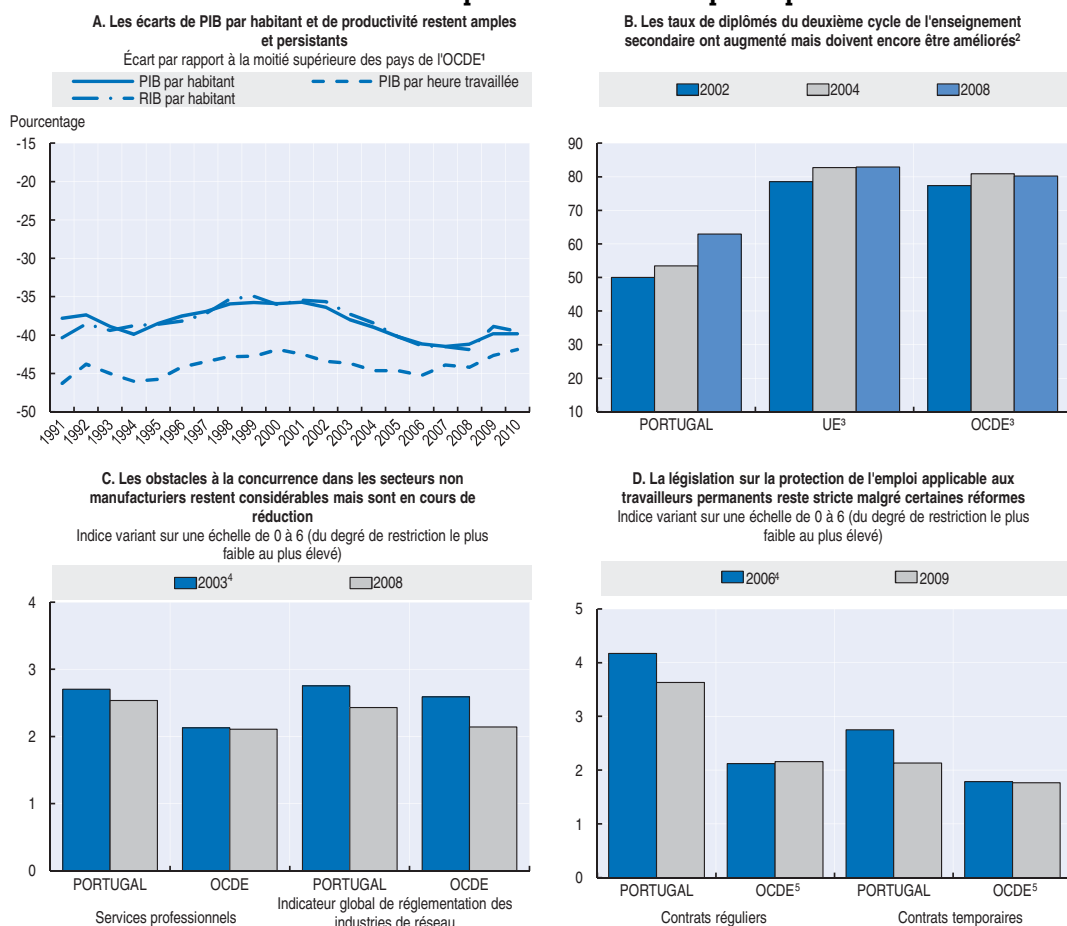 A. Les écarts de PIB par habitant et de productivité restent amples
et persistants
Écart par rapport à la moitié supérieure des pays de l'OCDE¹
PIB par habitant
PIB par heure travaillée
RIB par habitant
Pourcentage
-15
-20
-25
-30
-35
-40
-45
-50
1991 1992 1993 1994 1995 1996 1997 1998 1999 2000 2001 2002 2003 2004 2005 2006 2007 2008 2009 2010
B. Les taux de diplômés du deuxième cycle de l'enseignement
secondaire ont augmenté mais doivent encore être améliorés²
2002 2004 2008
90
80
70
60
50
40
30
20
10
PORTUGAL UE³ OCDE³
C. Les obstacles à la concurrence dans les secteurs non
manufacturiers restent considérables mais sont en cours de
réduction
Indice variant sur une échelle de 0 à 6 (du degré de restriction le plus
faible au plus élevé)
2003⁴ 2008
4
3
2
1
0
PORTUGAL OCDE PORTUGAL OCDE
Services professionnels
Indicateur global de réglementation des
industries de réseau
D. La législation sur la protection de l'emploi applicable aux
travailleurs permanents reste stricte malgré certaines réformes
Indice variant sur une échelle de 0 à 6 (du degré de restriction le plus
faible au plus élevé)
2006⁴ 2009
5
4
3
2
1
0
PORTUGAL OCDE⁵ PORTUGAL OCDE⁵
Contrats réguliers Contrats temporaires